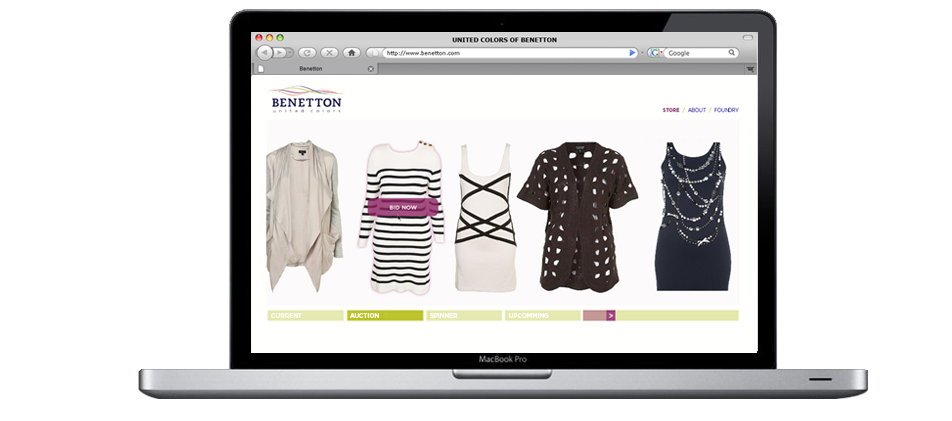 UNITED COLORS OF BENETTON
http://www.benetton.com
Google
Benetton
BENETTON
united colors
STORE / ABOUT / FOUNDRY
BID NOW
CURRENT
AUCTION
SPINNER
UPCOMMING
>
MacBook Pro